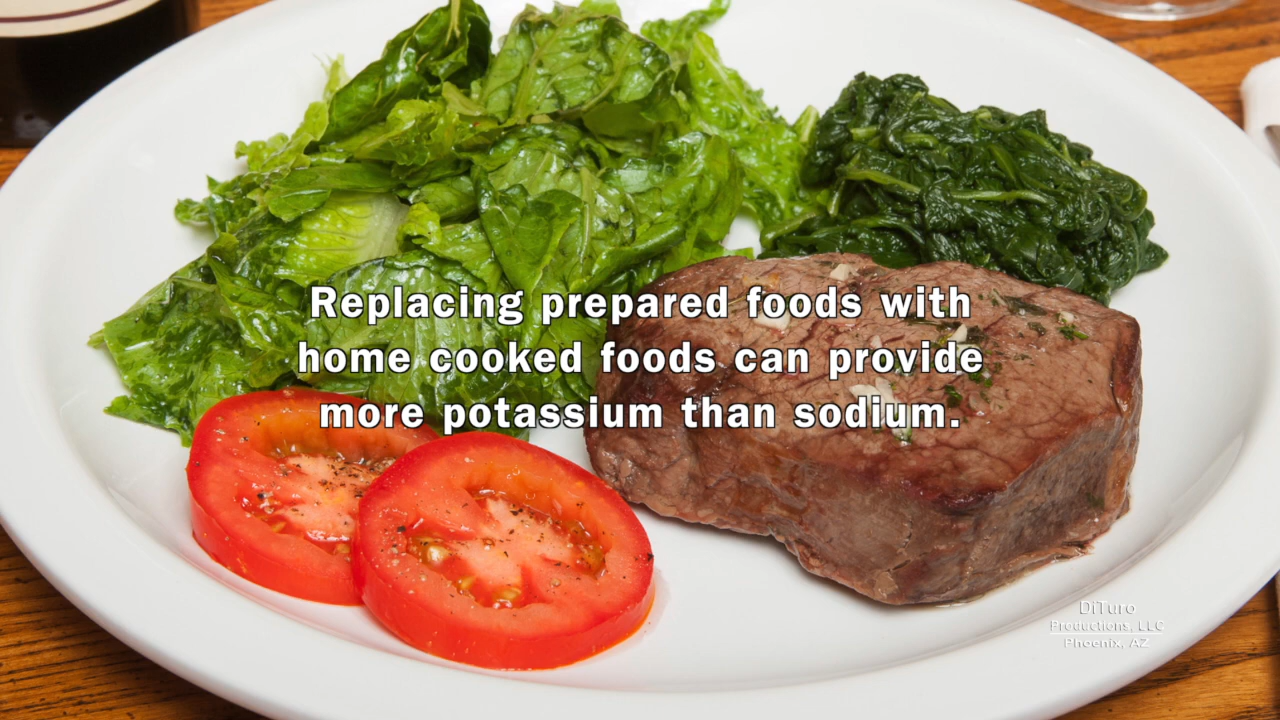 Replacing prepared foods with
home cooked foods can provide
more potassium than sodium.
DiTuro
Productions, LLC
Phoenix, AZ